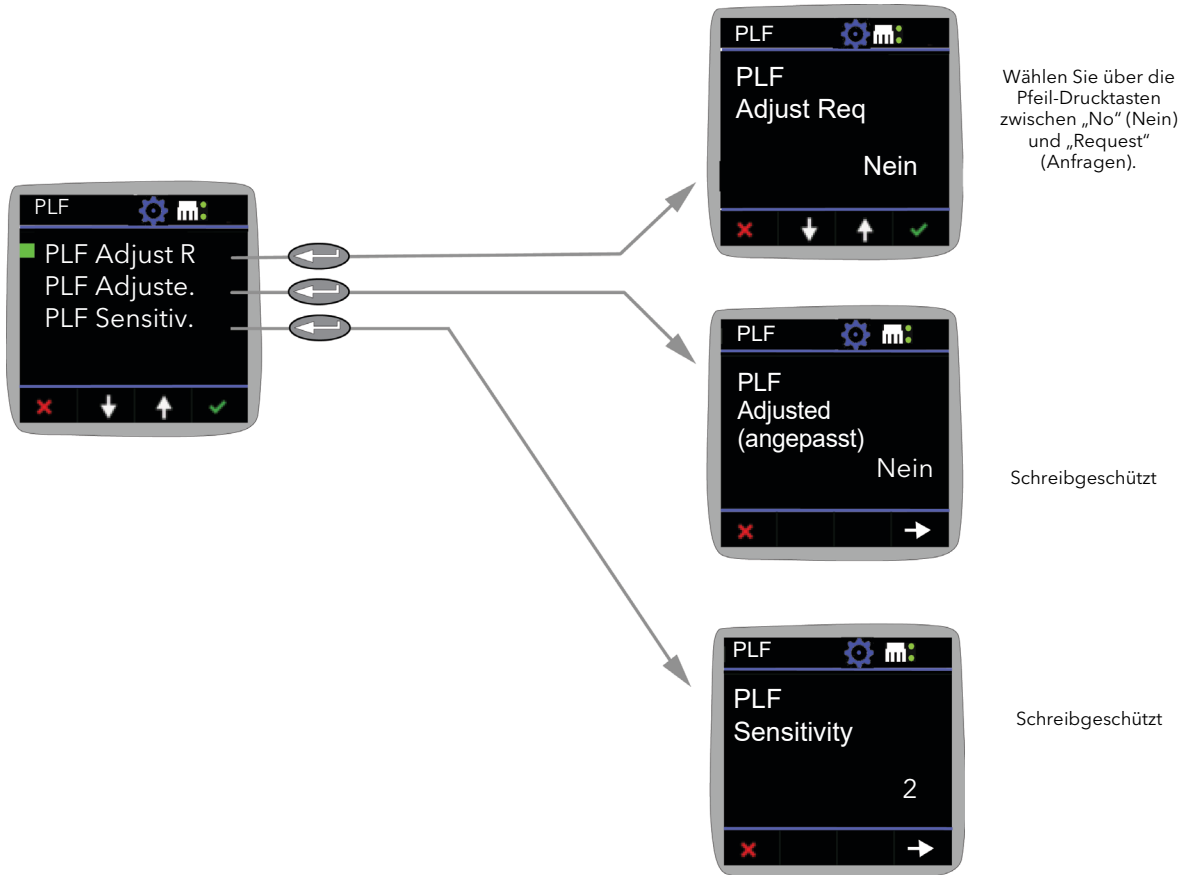 PLF
PLF Adjust R
PLF Adjuste.
PLF Sensitiv.
PLF
PLF
Adjust Req
Nein
Wählen Sie über die
Pfeil-Drucktasten
zwischen „No“ (Nein)
und „Request“
(Anfragen).
PLF
PLF
Adjusted
(angepasst)
Nein
Schreibgeschützt
PLF
PLF
Sensitivity
2
Schreibgeschützt